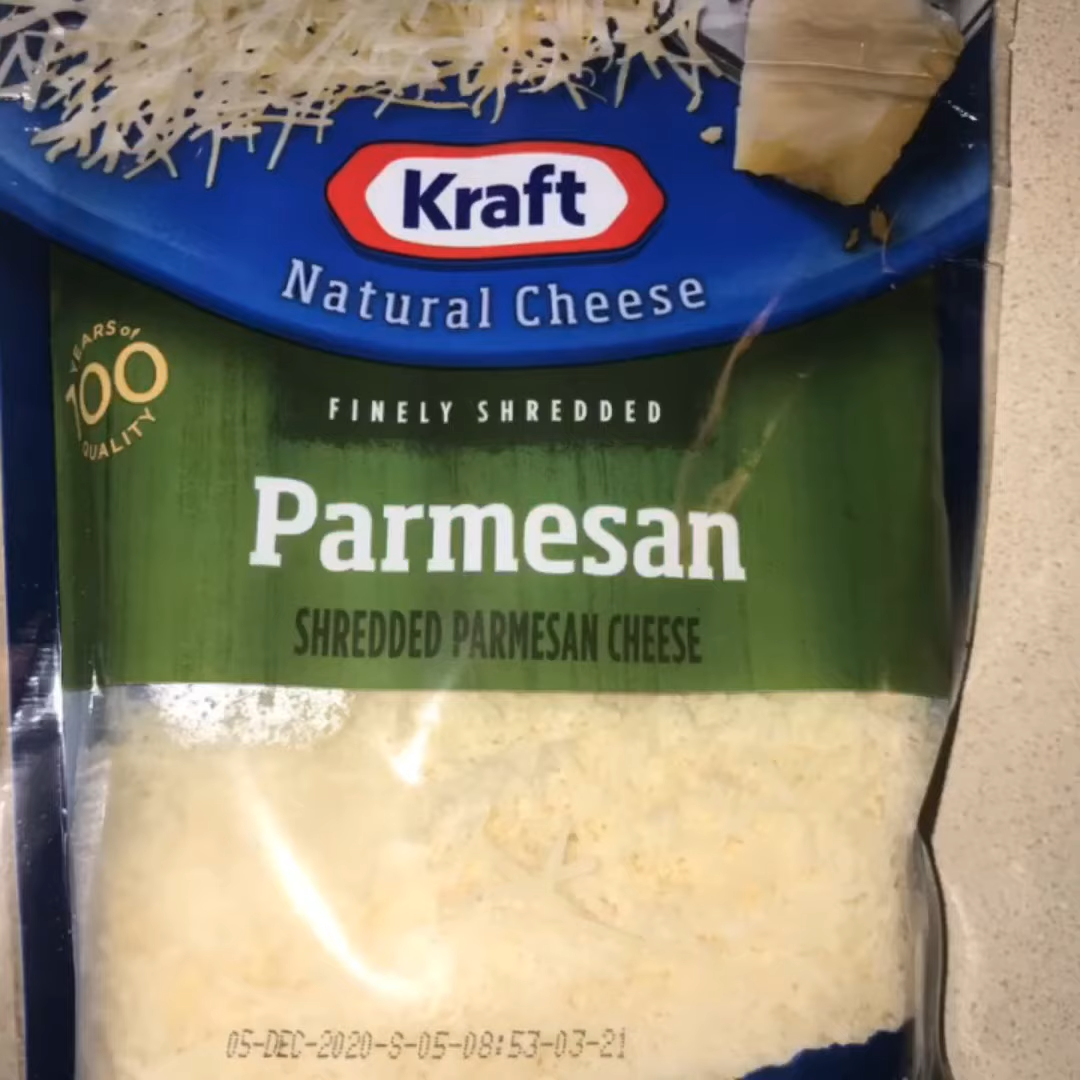 Kraft
Natural Cheese
YEARS of
100
QUALITY
FINELY SHREDDED
Parmesan
SHREDDED PARMESAN CHEESE
05-DEC-2020-S-05-08:53-03-21